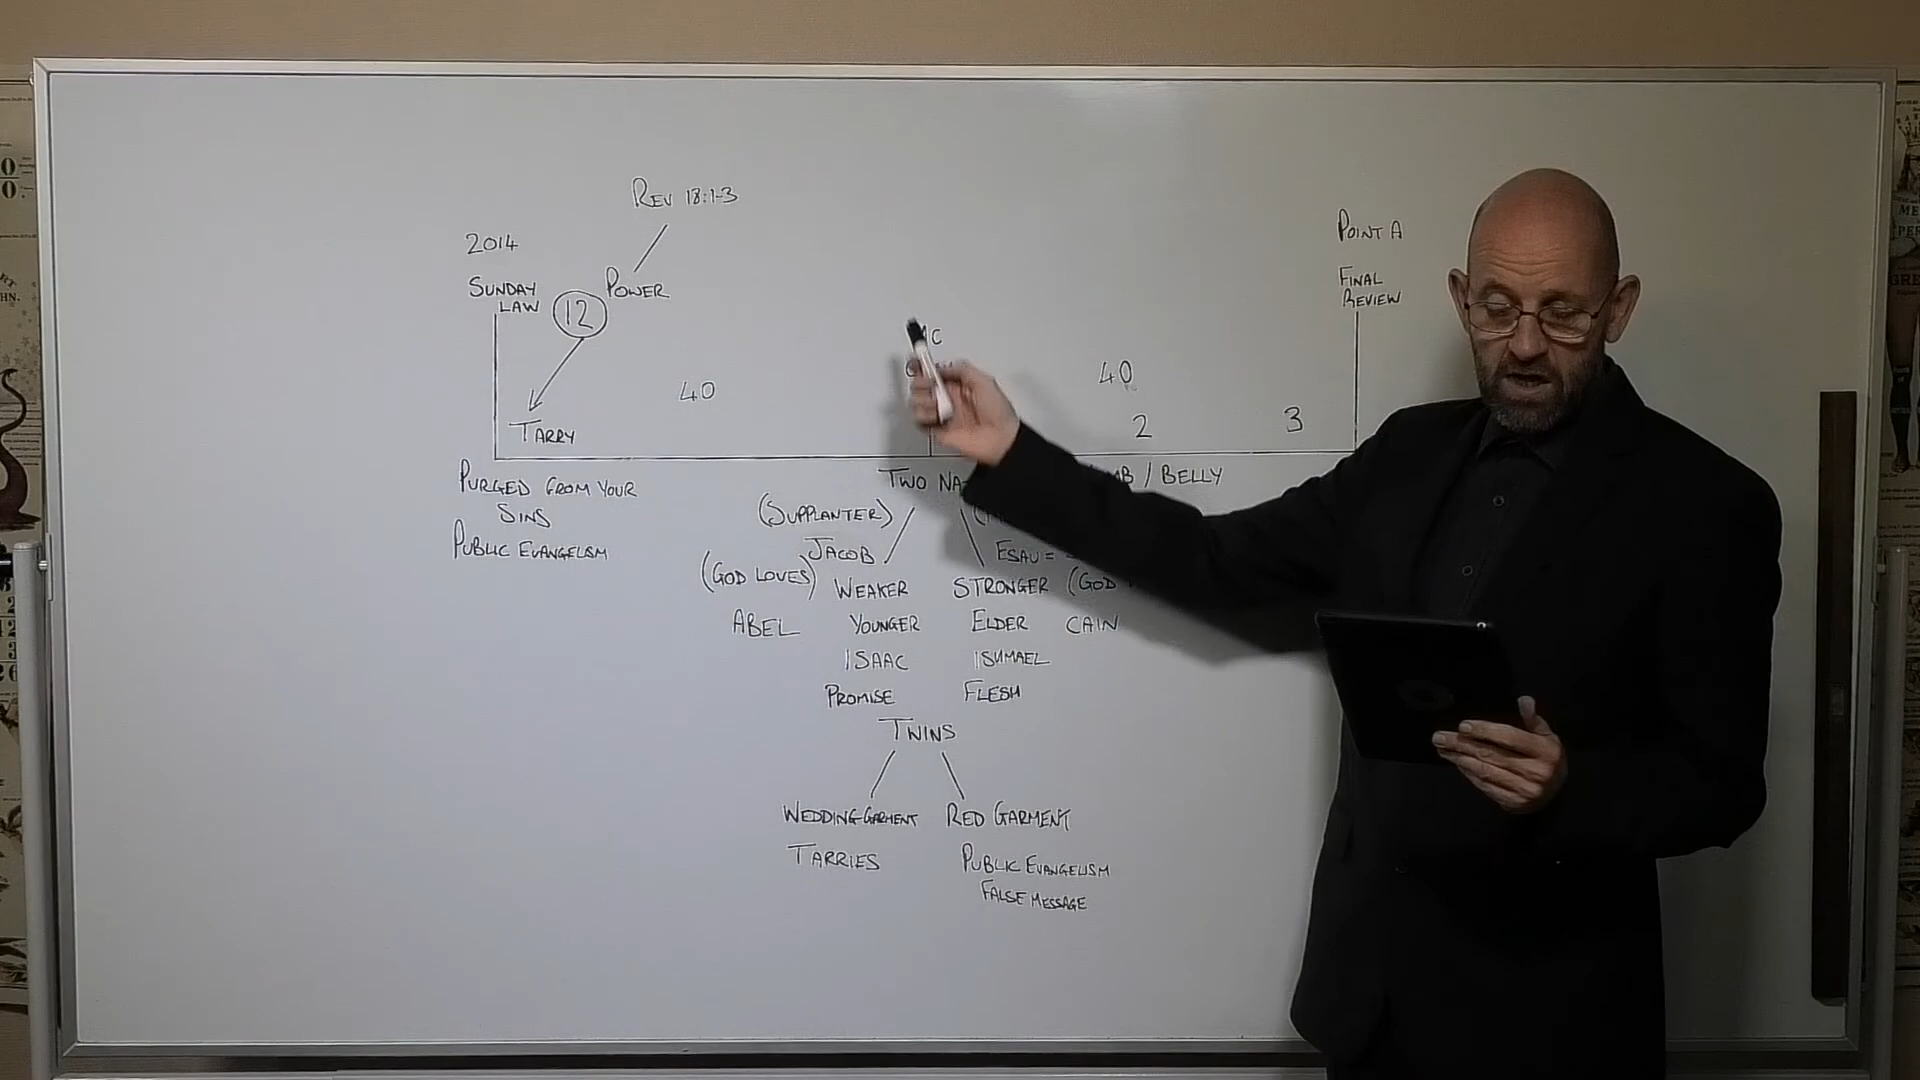 REV 18:1-3
2014
SUNDAY
LAW
12
POWER
TARRY
40
PURGED FROM YOUR
SINS
PUBLIC EVANGELISM
POINT A
FINAL
REVIEW
40
2
3
TWO / BELLY
(SUPPLANTER)
JACOB ESAU =
(GOD LOVES) WEAKER STRONGER (GOD
ABEL YOUNGER ELDER CAIN
ISAAC ISHMAEL
PROMISE FLESH
TWINS
WEDDING GARMENT RED GARMENT
TARRIES PUBLIC EVANGELISM
FALSE MESSAGE